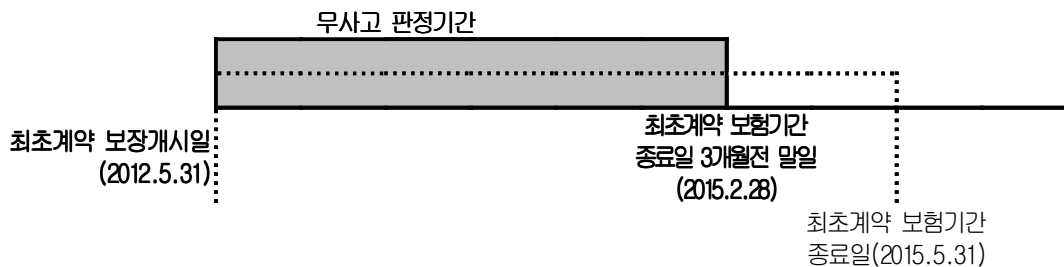 무사고 판정기간
최초계약 보장개시일
(2012.5.31)
최초계약 보험기간
종료일 3개월전 말일
(2015.2.28)
최초계약 보험기간
종료일(2015.5.31)